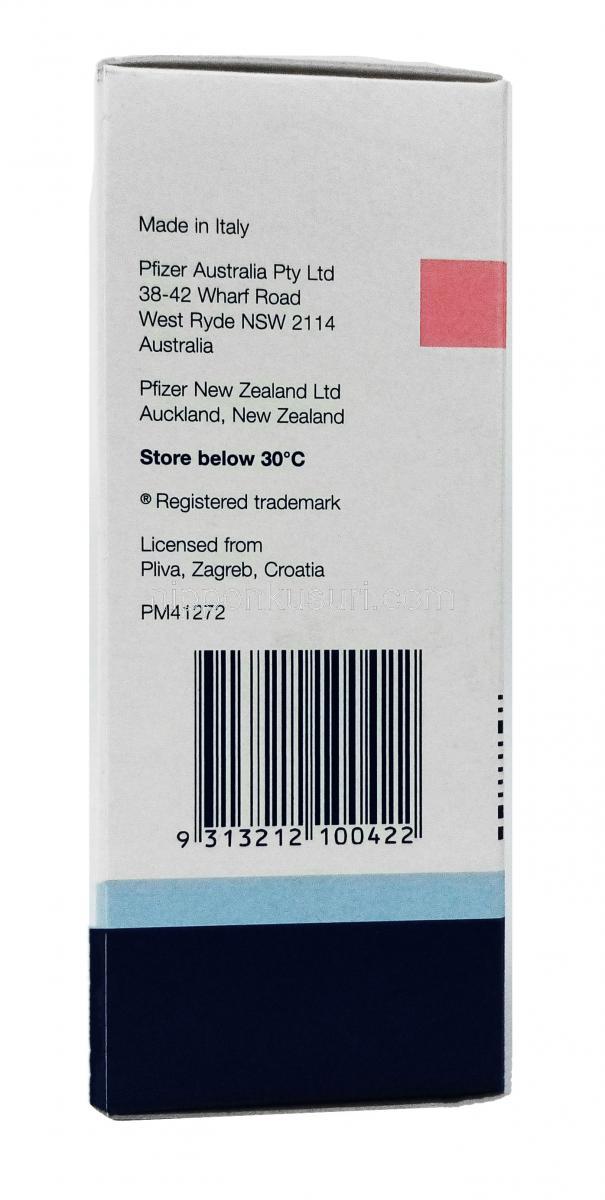 Made in Italy
Pfizer Australia Pty Ltd
38-42 Wharf Road
West Ryde NSW 2114
Australia
Pfizer New Zealand Ltd
Auckland, New Zealand
Store below 30°C
® Registered trademark
Licensed from
Pliva, Zagreb, Croatia
nipponkusuri.com
PM41272
9 313212 100422